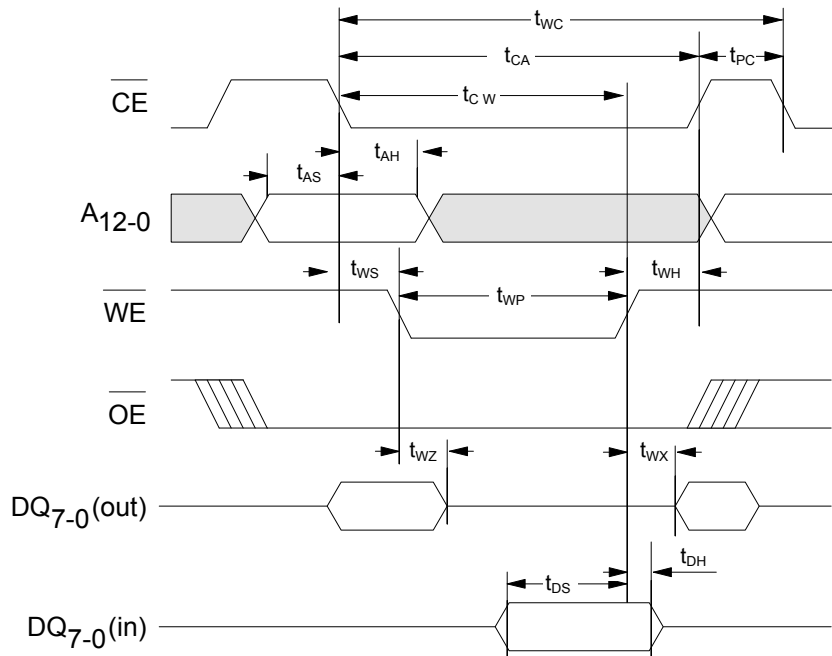 tWC
tCA
tPC
CE
tC W
tAH
tAS
A12-0
tWS
tWH
tWP
WE
OE
tWZ
tWX
DQ7-0(out)
tDH
tDS
DQ7-0(in)